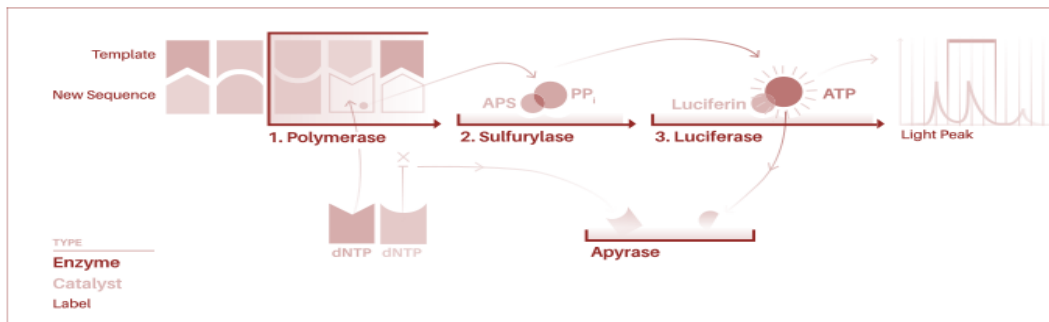 Template
New Sequence
APS
PPi
Luciferin
ATP
1. Polymerase
2. Sulfurylase
3. Luciferase
Light Peak
dNTP
dNTP
Apyrase
TYPE
Enzyme
Catalyst
Label